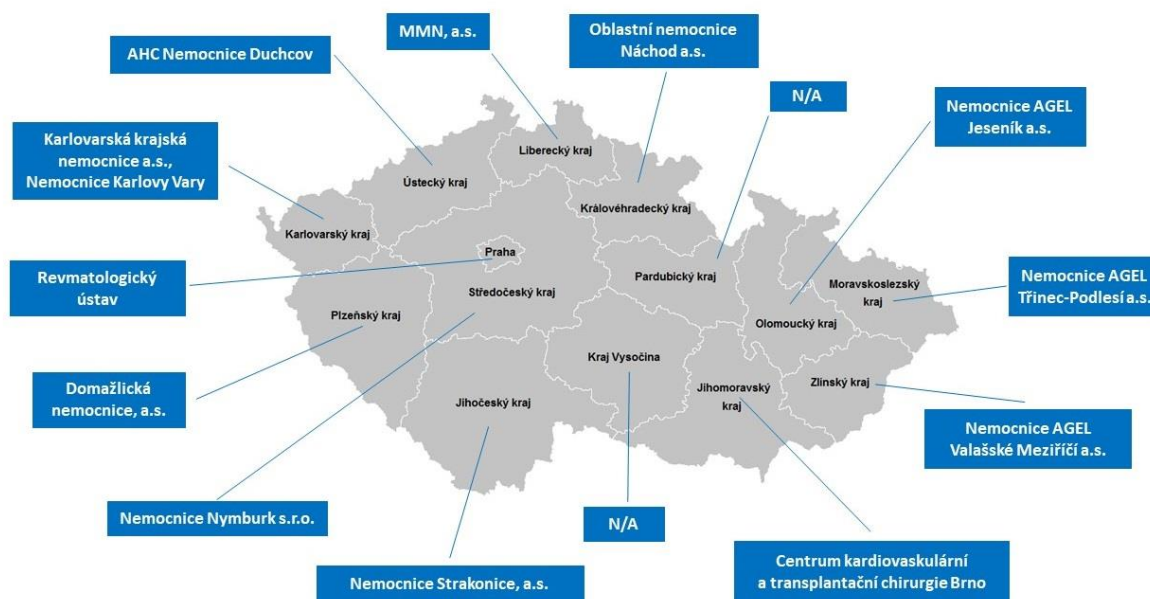 MMN, a.s.
Oblastní nemocnice
Náchod a.s.
AHC Nemocnice Duchcov
N/A
Nemocnice AGEL
Jeseník a.s.
Karlovarská krajská
nemocnice a.s.,
Nemocnice Karlovy Vary
Liberecký kraj
Ústecký kraj
Královéhradecký kraj
Karlovarský kraj
Praha
Revmatologický
ústav
Pardubický kraj
Středočeský kraj
Moravskoslezský
kraj
Nemocnice AGEL
Třinec-Podlesí a.s.
Plzeňský kraj
Olomoucký kraj
Kraj Vysočina
Domažlická
nemocnice, a.s.
Jihočeský kraj
Jihomoravský
kraj
Zlínský kraj
Nemocnice AGEL
Valašské Meziříčí a.s.
Nemocnice Nymburk s.r.o.
N/A
Nemocnice Strakonice, a.s.
Centrum kardiovaskulární
a transplantační chirurgie Brno